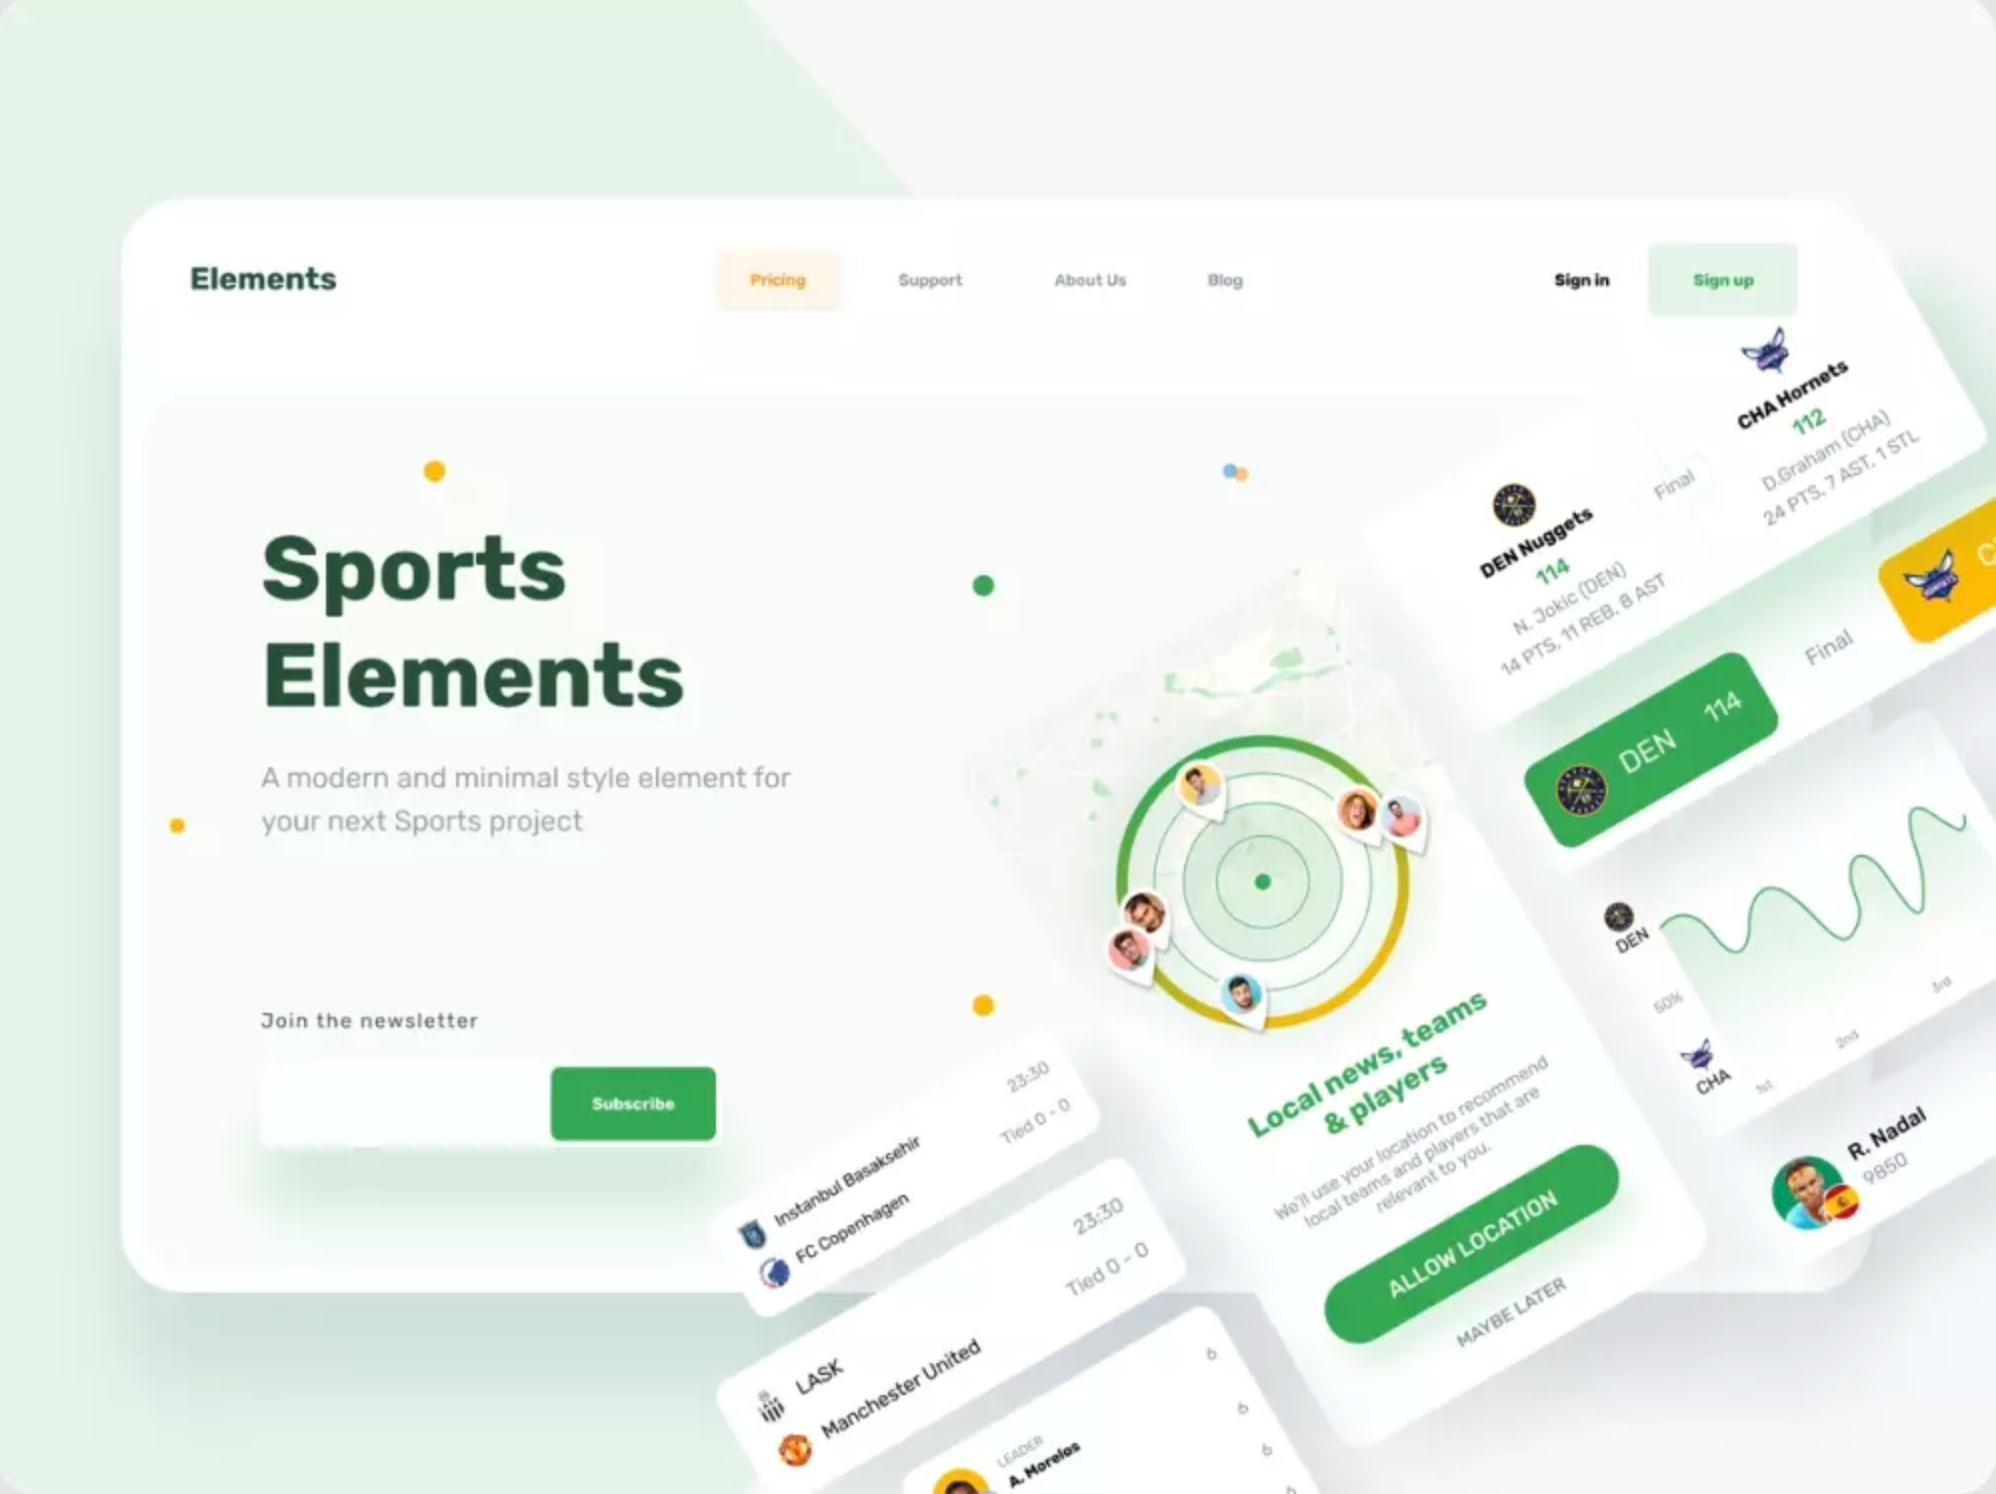 Elements
Pricing
Support
About Us
Blog
Sign in
Sign up
Sports
Elements
A modern and minimal style element for
your next Sports project
Join the newsletter
Subscribe
CHA Hornets
112
D.Graham (CHA)
24 PTS, 7 AST, 1 STL
Final
DEN Nuggets
114
N. Jokic (DEN)
14 PTS, 11 REB, 8 AST
DEN
114
Final
C
DEN
50%
CHA
1st
2nd
3rd
R. Nadal
9850
Local news, teams
& players
We'll use your location to recommend
local teams and players that are
relevant to you.
ALLOW LOCATION
MAYBE LATER
Instanbul Basaksehir
23:30
FC Copenhagen
Tied 0 - 0
LASK
23:30
Manchester United
Tied 0 - 0
LEADER
A. Morelos
6
6
6
6